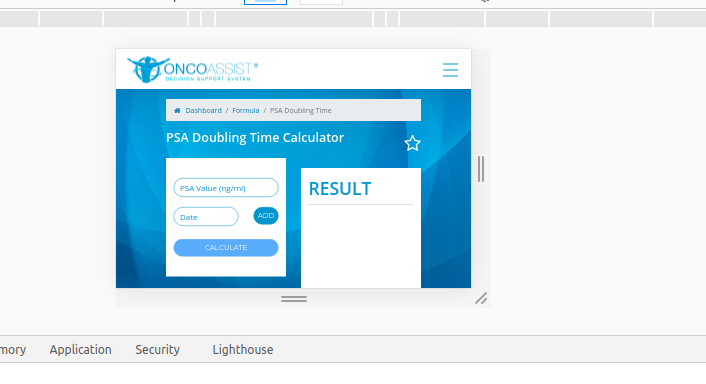 ONCOASSIST®
DECISION SUPPORT SYSTEM
Dashboard / Formula / PSA Doubling Time
PSA Doubling Time Calculator
PSA Value (ng/ml)
Date
ADD
CALCULATE
RESULT
mory Application Security Lighthouse